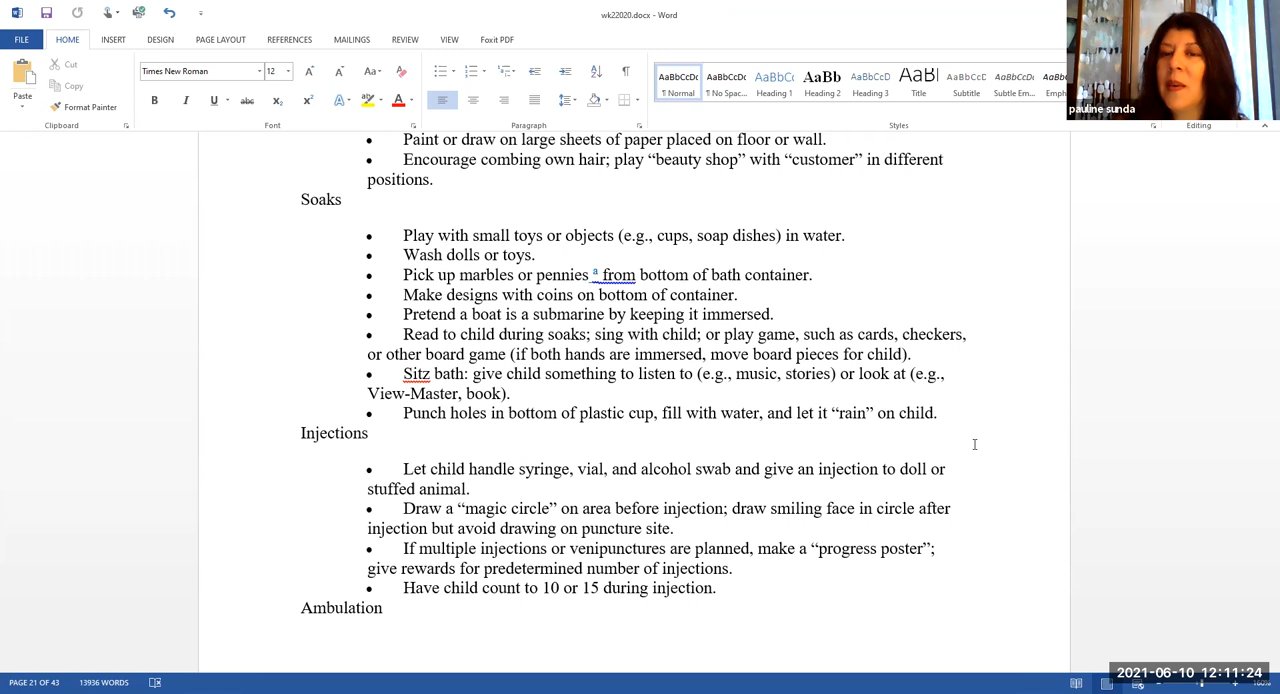 wk22020.docx - Word
FILE HOME INSERT DESIGN PAGE LAYOUT REFERENCES MAILINGS REVIEW VIEW Foxit PDF
Paste
Cut
Copy
Format Painter
Clipboard
Times New Roman 12
Aa
B I U abc X₂ X²
Font
Paragraph
AaBbCcDc AaBbCcDc AaBbCc AaBb AaBbCcD AaB AaBbCcD AaBbCcDc AaBb
¶ Normal ¶ No Spac... Heading 1 Heading 2 Heading 3 Title Subtitle Subtle Em... Emph
Styles
Editing
pauline sunda
• Paint or draw on large sheets of paper placed on floor or wall.
• Encourage combing own hair; play “beauty shop” with “customer” in different
positions.
Soaks
• Play with small toys or objects (e.g., cups, soap dishes) in water.
• Wash dolls or toys.
• Pick up marbles or pennies ª from bottom of bath container.
• Make designs with coins on bottom of container.
• Pretend a boat is a submarine by keeping it immersed.
• Read to child during soaks; sing with child; or play game, such as cards, checkers,
or other board game (if both hands are immersed, move board pieces for child).
• Sitz bath: give child something to listen to (e.g., music, stories) or look at (e.g.,
View-Master, book).
• Punch holes in bottom of plastic cup, fill with water, and let it “rain” on child.
Injections
• Let child handle syringe, vial, and alcohol swab and give an injection to doll or
stuffed animal.
• Draw a “magic circle” on area before injection; draw smiling face in circle after
injection but avoid drawing on puncture site.
• If multiple injections or venipunctures are planned, make a “progress poster”;
give rewards for predetermined number of injections.
• Have child count to 10 or 15 during injection.
Ambulation
PAGE 21 OF 43 13936 WORDS
2021-06-10 12:11:24